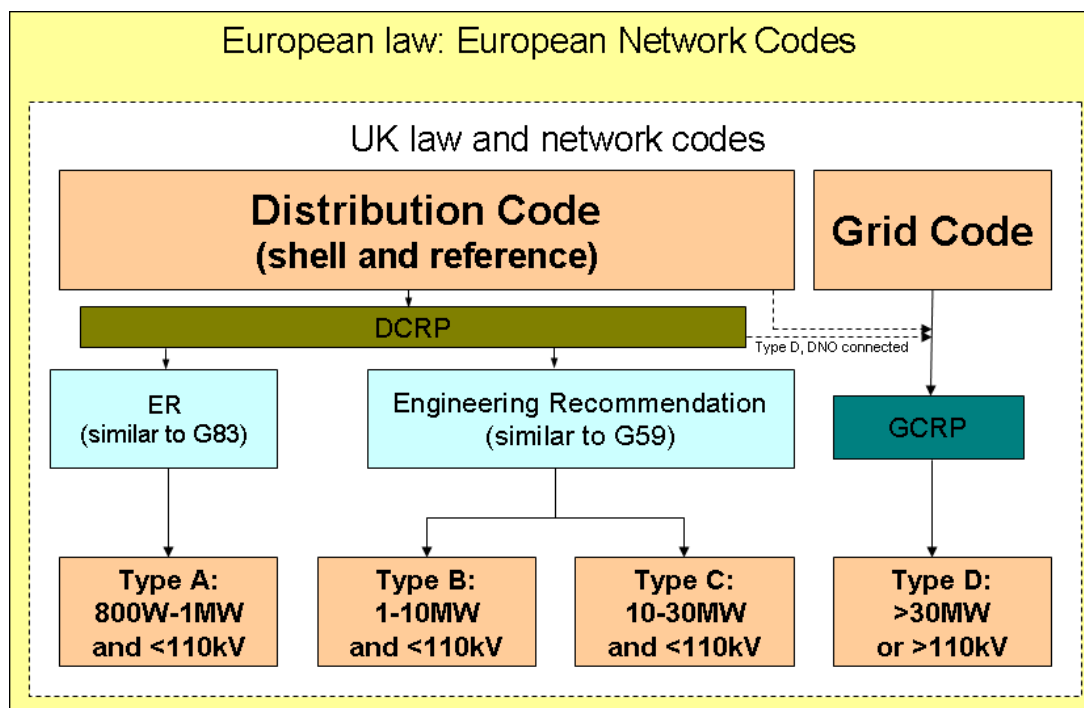 European law: European Network Codes
UK law and network codes
Distribution Code
(shell and reference)
Grid Code
DCRP
Type D, DNO connected
ER
(similar to G83)
Engineering Recommendation
(similar to G59)
GCRP
Type A:
800W-1MW
and <110kV
Type B:
1-10MW
and <110kV
Type C:
10-30MW
and <110kV
Type D:
>30MW
or >110kV